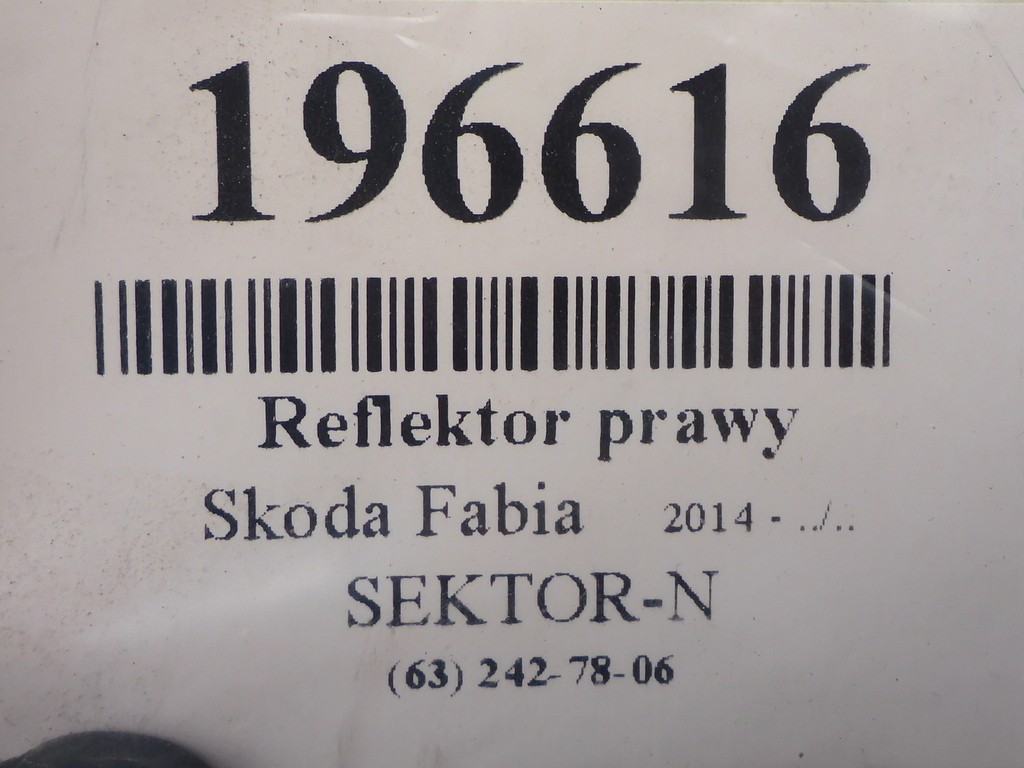 196616
Reflektor prawy
Skoda Fabia 2014 - ../..
SEKTOR-N
(63) 242-78-06